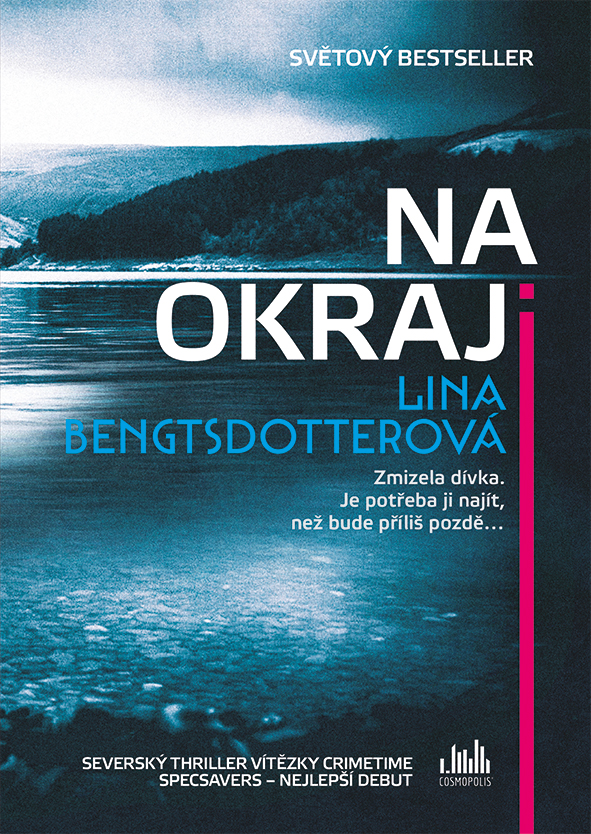 SVĚTOVÝ BESTSELLER
NA
OKRAJi
LINA
BENGTSDOTTEROVÁ
Zmizela dívka.
Je potřeba ji najít,
než bude příliš pozdě…
SEVERSKÝ THRILLER VÍTĚZKY CRIMETIME
SPECSAVERS – NEJLEPŠÍ DEBUT
COSMOPOLIS®